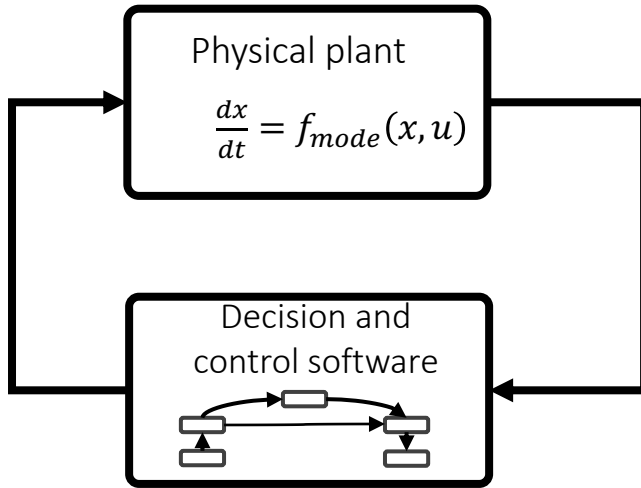 Physical plant
dx/dt = f_mode(x, u)
Decision and
control software